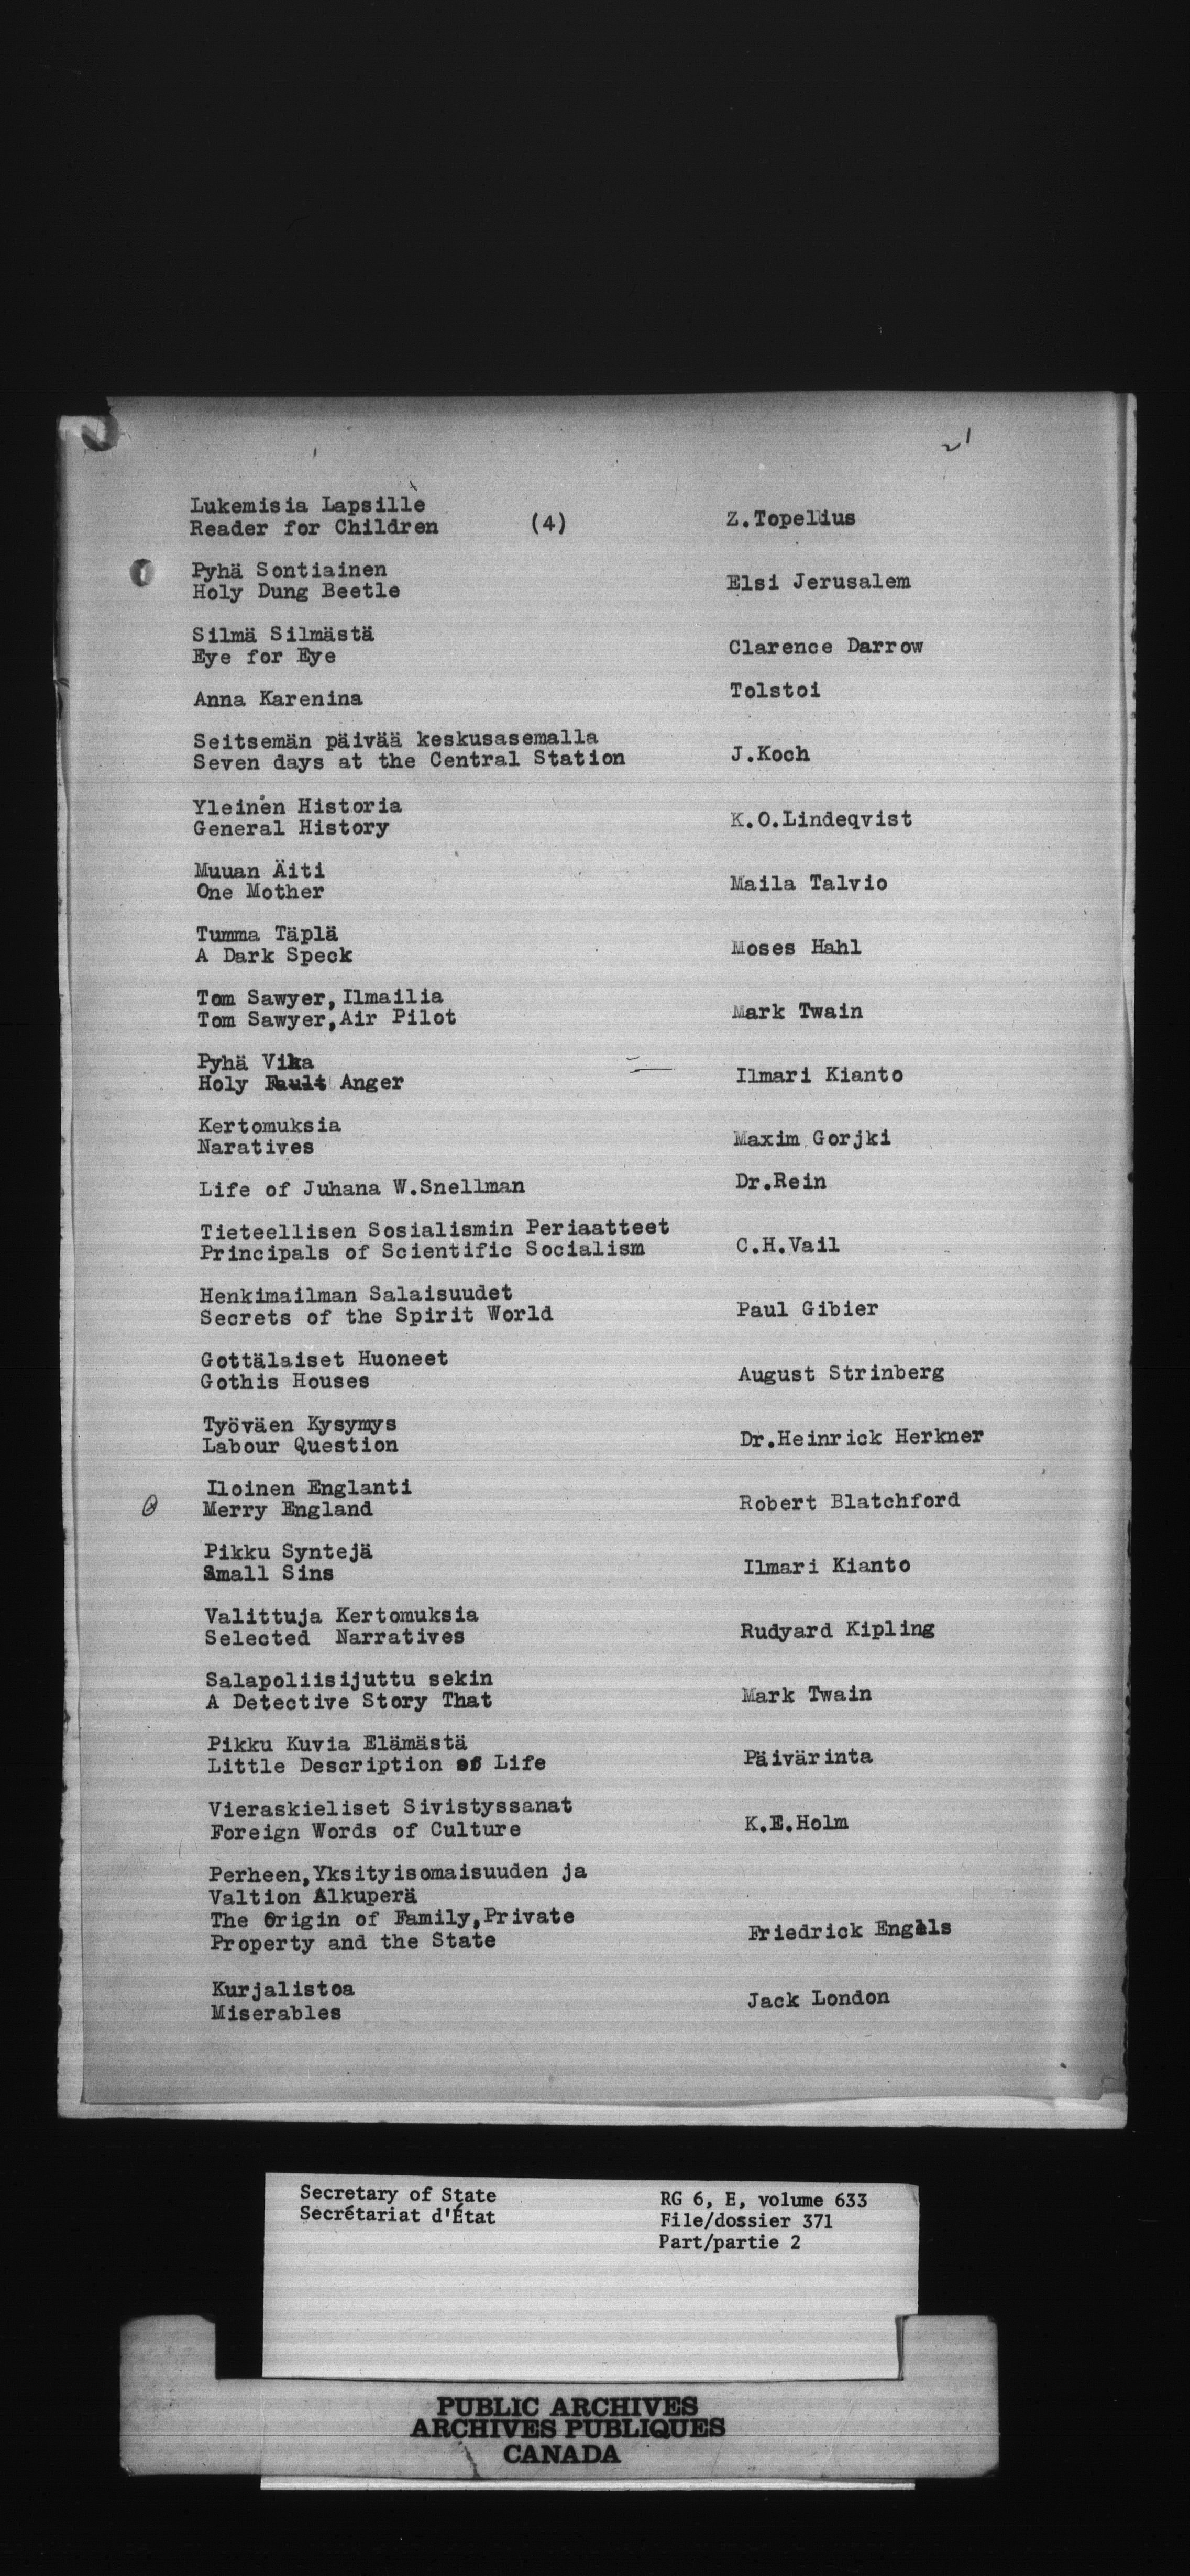 21
Lukemisia Lapsille
Reader for Children (4) Z.Topelius
Pyhä Sontiainen
Holy Dung Beetle Elsi Jerusalem
Silmä Silmästä
Eye for Eye Clarence Darrow
Anna Karenina Tolstoi
Seitsemän päivää keskusasemalla
Seven days at the Central Station J.Koch
Yleinen Historia
General History K.O.Lindeqvist
Muuan Äiti
One Mother Maila Talvio
Tumma Täplä
A Dark Speck Moses Hahl
Tom Sawyer, Ilmailia
Tom Sawyer,Air Pilot Mark Twain
Pyhä Vika
Holy Fault Anger Ilmari Kianto
Kertomuksia
Naratives Maxim Gorjki
Life of Juhana W.Snellman Dr.Rein
Tieteellisen Sosialismin Periaatteet
Principals of Scientific Socialism C.H.Vail
Henkimailman Salaisuudet
Secrets of the Spirit World Paul Gibier
Gottälaiset Huoneet
Gothis Houses August Strinberg
Työväen Kysymys
Labour Question Dr.Heinrick Herkner
Iloinen Englanti
Merry England Robert Blatchford
Pikku Syntejä
Small Sins Ilmari Kianto
Valittuja Kertomuksia
Selected Narratives Rudyard Kipling
Salapoliisijuttu sekin
A Detective Story That Mark Twain
Pikku Kuvia Elämästä
Little Description of Life Päivärinta
Vieraskieliset Sivistyssanat
Foreign Words of Culture K.E.Holm
Perheen,Yksityisomaisuuden ja
Valtion Alkuperä
The Origin of Family,Private
Property and the State Friedrick Engels
Kurjalistoa
Miserables Jack London
Secretary of State RG 6, E, volume 633
Secrétariat d'État File/dossier 371
Part/partie 2
PUBLIC ARCHIVES
ARCHIVES PUBLIQUES
CANADA